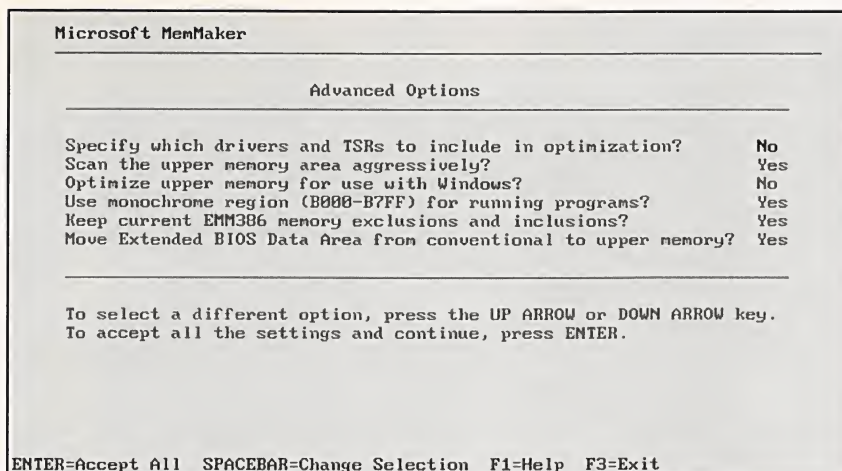 Microsoft MemMaker
Advanced Options
Specify which drivers and TSRs to include in optimization? No
Scan the upper memory area aggressively? Yes
Optimize upper memory for use with Windows? No
Use monochrome region (B000-B7FF) for running programs? Yes
Keep current EMM386 memory exclusions and inclusions? Yes
Move Extended BIOS Data Area from conventional to upper memory? Yes
To select a different option, press the UP ARROW or DOWN ARROW key.
To accept all the settings and continue, press ENTER.
ENTER=Accept All SPACEBAR=Change Selection F1=Help F3=Exit